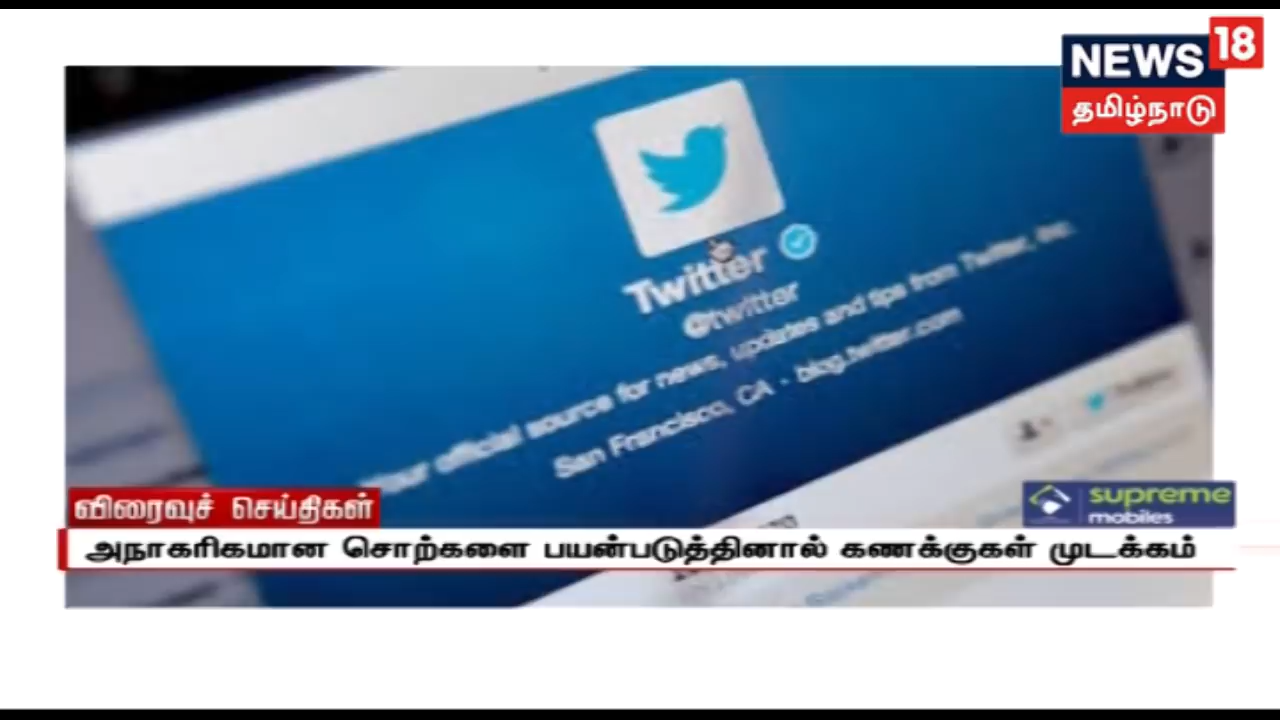 NEWS 18
தமிழ்நாடு
Twitter
@twitter
Your official source for news, updates and tips from Twitter, Inc.
San Francisco, CA - blog.twitter.com
விரைவுச் செய்திகள்
supreme
mobiles
அநாகரிகமான சொற்களை பயன்படுத்தினால் கணக்குகள் முடக்கம்